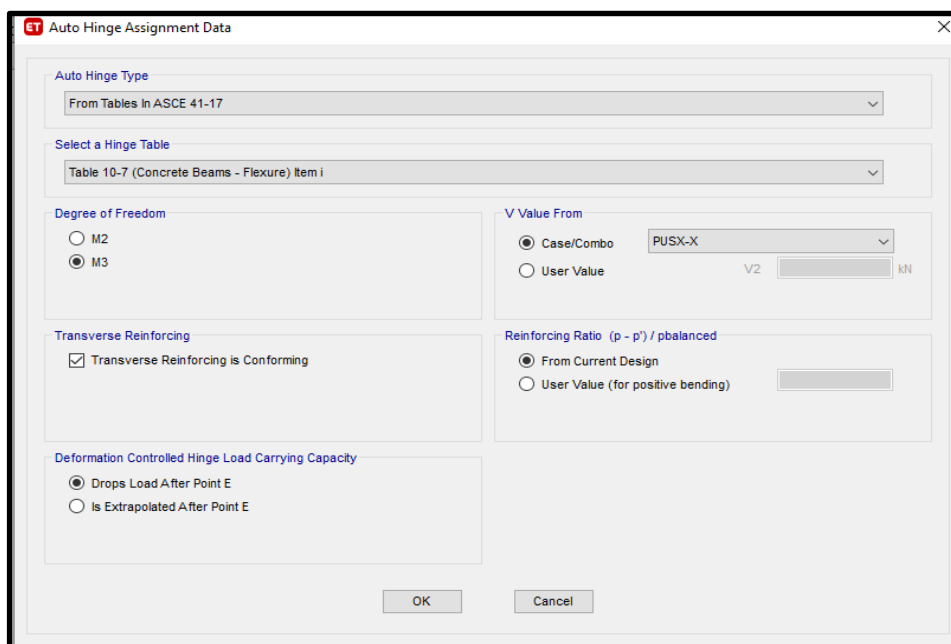 ET Auto Hinge Assignment Data
Auto Hinge Type
From Tables In ASCE 41-17
Select a Hinge Table
Table 10-7 (Concrete Beams - Flexure) Item i
Degree of Freedom
M2
M3
V Value From
Case/Combo PUSX-X
User Value V2 kN
Transverse Reinforcing
Transverse Reinforcing is Conforming
Reinforcing Ratio (p - p') / pbalanced
From Current Design
User Value (for positive bending)
Deformation Controlled Hinge Load Carrying Capacity
Drops Load After Point E
Is Extrapolated After Point E
OK Cancel